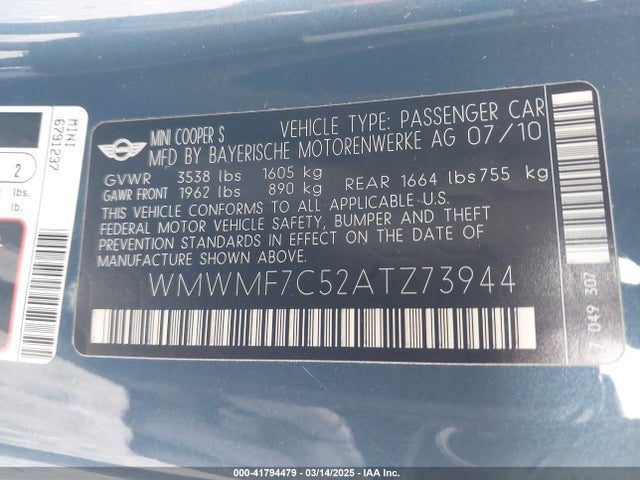 MINI COOPER S
VEHICLE TYPE: PASSENGER CAR
MFD BY BAYERISCHE MOTORENWERKE AG 07/10
GVWR 3538 lbs 1605 kg
GAWR FRONT 1962 lbs 890 kg REAR 1664 lbs 755 kg
THIS VEHICLE CONFORMS TO ALL APPLICABLE U.S.
FEDERAL MOTOR VEHICLE SAFETY, BUMPER AND THEFT
PREVENTION STANDARDS IN EFFECT ON THE DATE OF
MANUFACTURE SHOWN ABOVE.
WMWMF7C52ATZ73944
7 049 307
MINI
6791237
2
lbs.
lb.
000-41794479 - 03/14/2025 - IAA Inc.